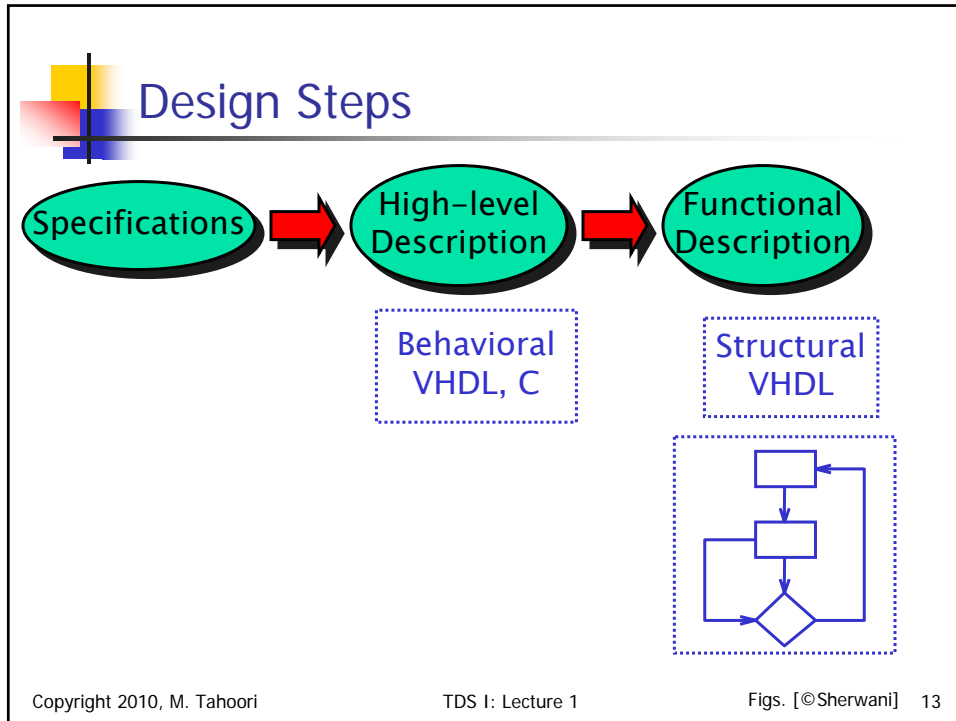 Design Steps
Specifications
High-level
Description
Functional
Description
Behavioral
VHDL, C
Structural
VHDL
Copyright 2010, M. Tahoori
TDS I: Lecture 1
Figs. [©Sherwani] 13